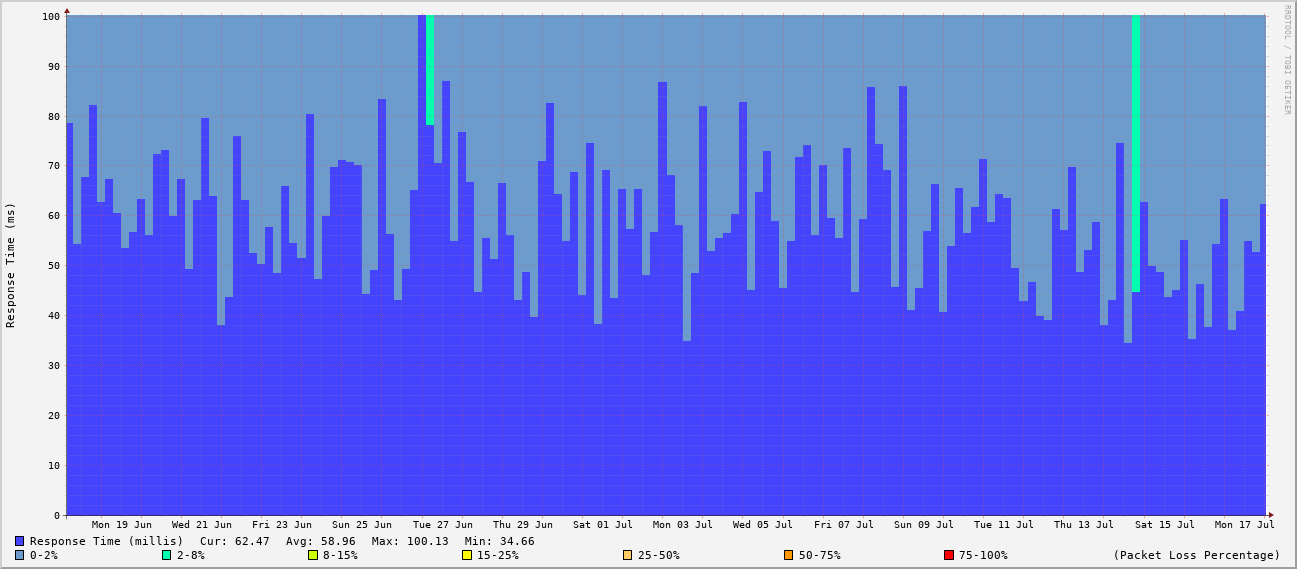 RRDTOOL / TOBI OETIKER
Response Time (ms)
100
90
80
70
60
50
40
30
20
10
0
Mon 19 Jun Wed 21 Jun Fri 23 Jun Sun 25 Jun Tue 27 Jun Thu 29 Jun Sat 01 Jul Mon 03 Jul Wed 05 Jul Fri 07 Jul Sun 09 Jul Tue 11 Jul Thu 13 Jul Sat 15 Jul Mon 17 Jul
Response Time (millis) Cur: 62.47 Avg: 58.96 Max: 100.13 Min: 34.66
0-2% 2-8% 8-15% 15-25% 25-50% 50-75% 75-100% (Packet Loss Percentage)